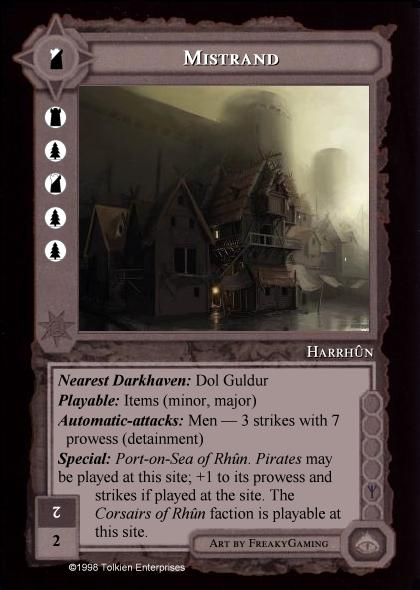 Mistrand
Harrhûn
Nearest Darkhaven: Dol Guldur
Playable: Items (minor, major)
Automatic-attacks: Men — 3 strikes with 7
prowess (detainment)
Special: Port-on-Sea of Rhûn. Pirates may
be played at this site; +1 to its prowess and
strikes if played at the site. The
Corsairs of Rhûn faction is playable at
this site.
2
2
Art by FreakyGaming
©1998 Tolkien Enterprises